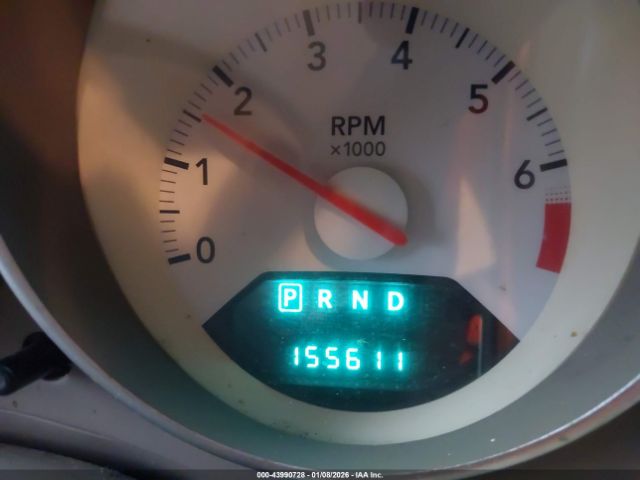 0 1 2 3 4 5 6
RPM
×1000
P R N D
155611
000-43990728 - 01/08/2026 - IAA Inc.